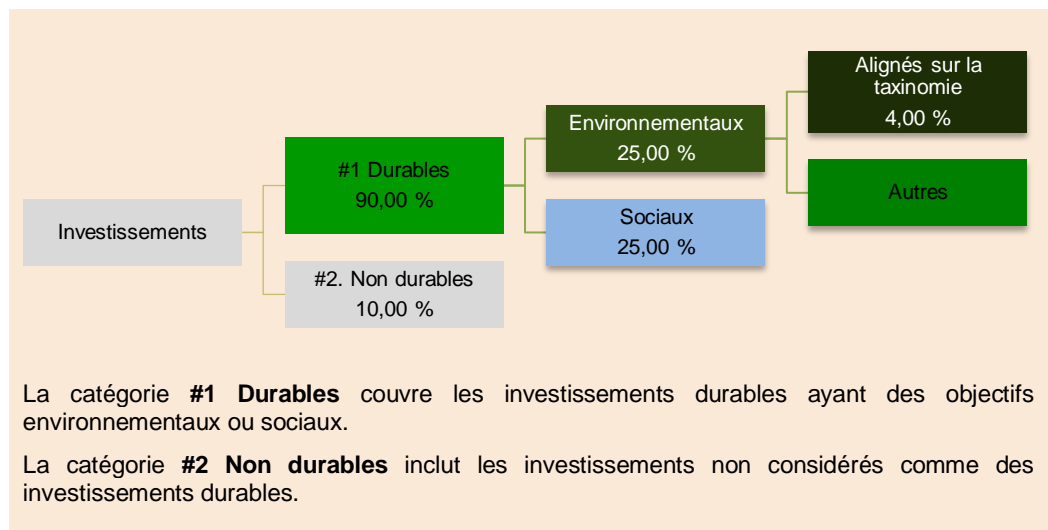 Investissements
#1 Durables
90,00 %
#2. Non durables
10,00 %
Environnementaux
25,00 %
Sociaux
25,00 %
Alignés sur la
taxinomie
4,00 %
Autres
La catégorie #1 Durables couvre les investissements durables ayant des objectifs
environnementaux ou sociaux.
La catégorie #2 Non durables inclut les investissements non considérés comme des
investissements durables.